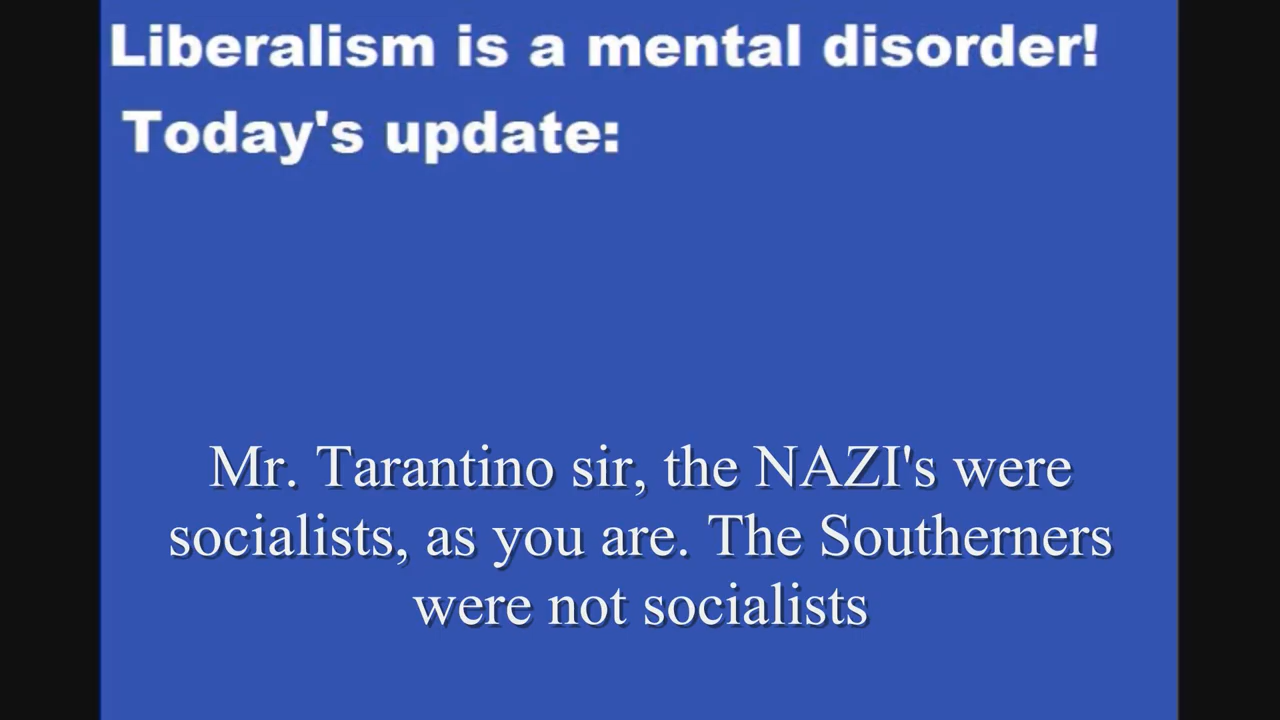 Liberalism is a mental disorder!
Today's update:
Mr. Tarantino sir, the NAZI's were
socialists, as you are. The Southerners
were not socialists